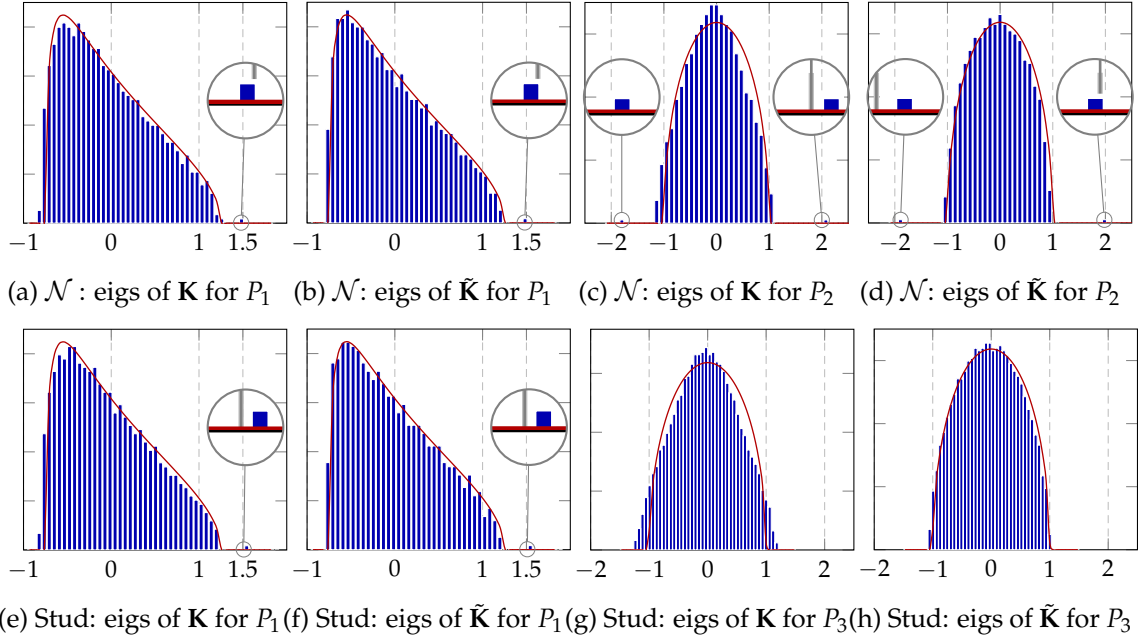 −1 0 1 1.5 −1 0 1 1.5 −2 −1 0 1 2 −2 −1 0 1 2
(a) 𝒩 : eigs of K for P₁ (b) 𝒩: eigs of K̃ for P₁ (c) 𝒩: eigs of K for P₂ (d) 𝒩: eigs of K̃ for P₂
−1 0 1 1.5 −1 0 1 1.5 −2 −1 0 1 2 −2 −1 0 1 2
(e) Stud: eigs of K for P₁ (f) Stud: eigs of K̃ for P₁ (g) Stud: eigs of K for P₃ (h) Stud: eigs of K̃ for P₃